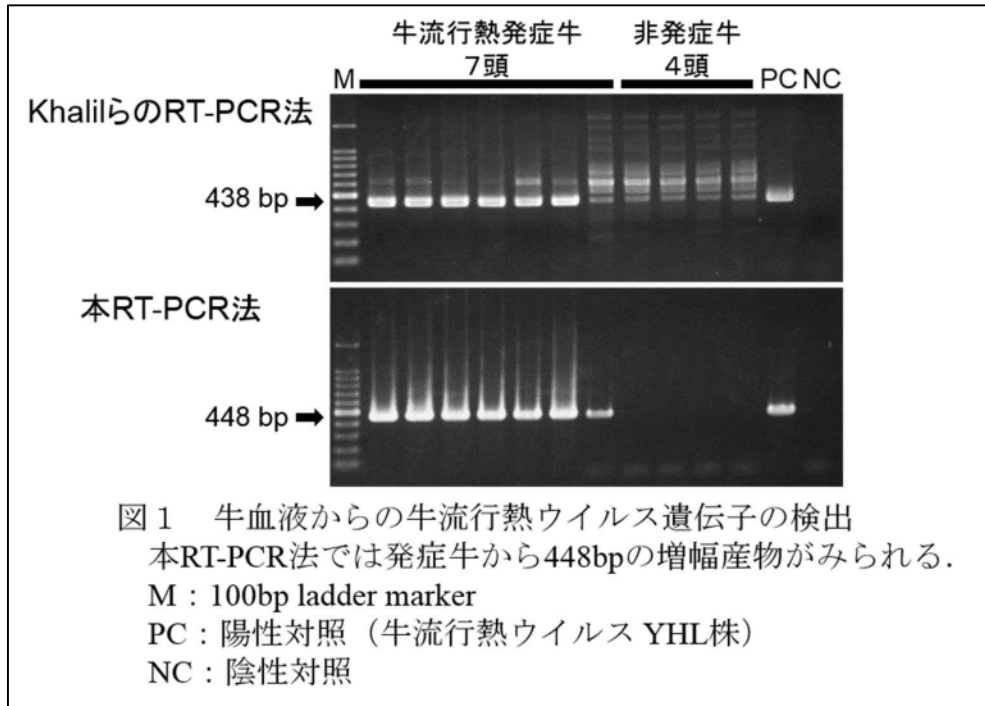 牛流行熱発症牛 非発症牛
M 7頭 4頭 PC NC
KhalilらのRT-PCR法
438 bp
本RT-PCR法
448 bp
図1 牛血液からの牛流行熱ウイルス遺伝子の検出
本RT-PCR法では発症牛から448bpの増幅産物がみられる.
M：100bp ladder marker
PC：陽性対照（牛流行熱ウイルス YHL株）
NC：陰性対照